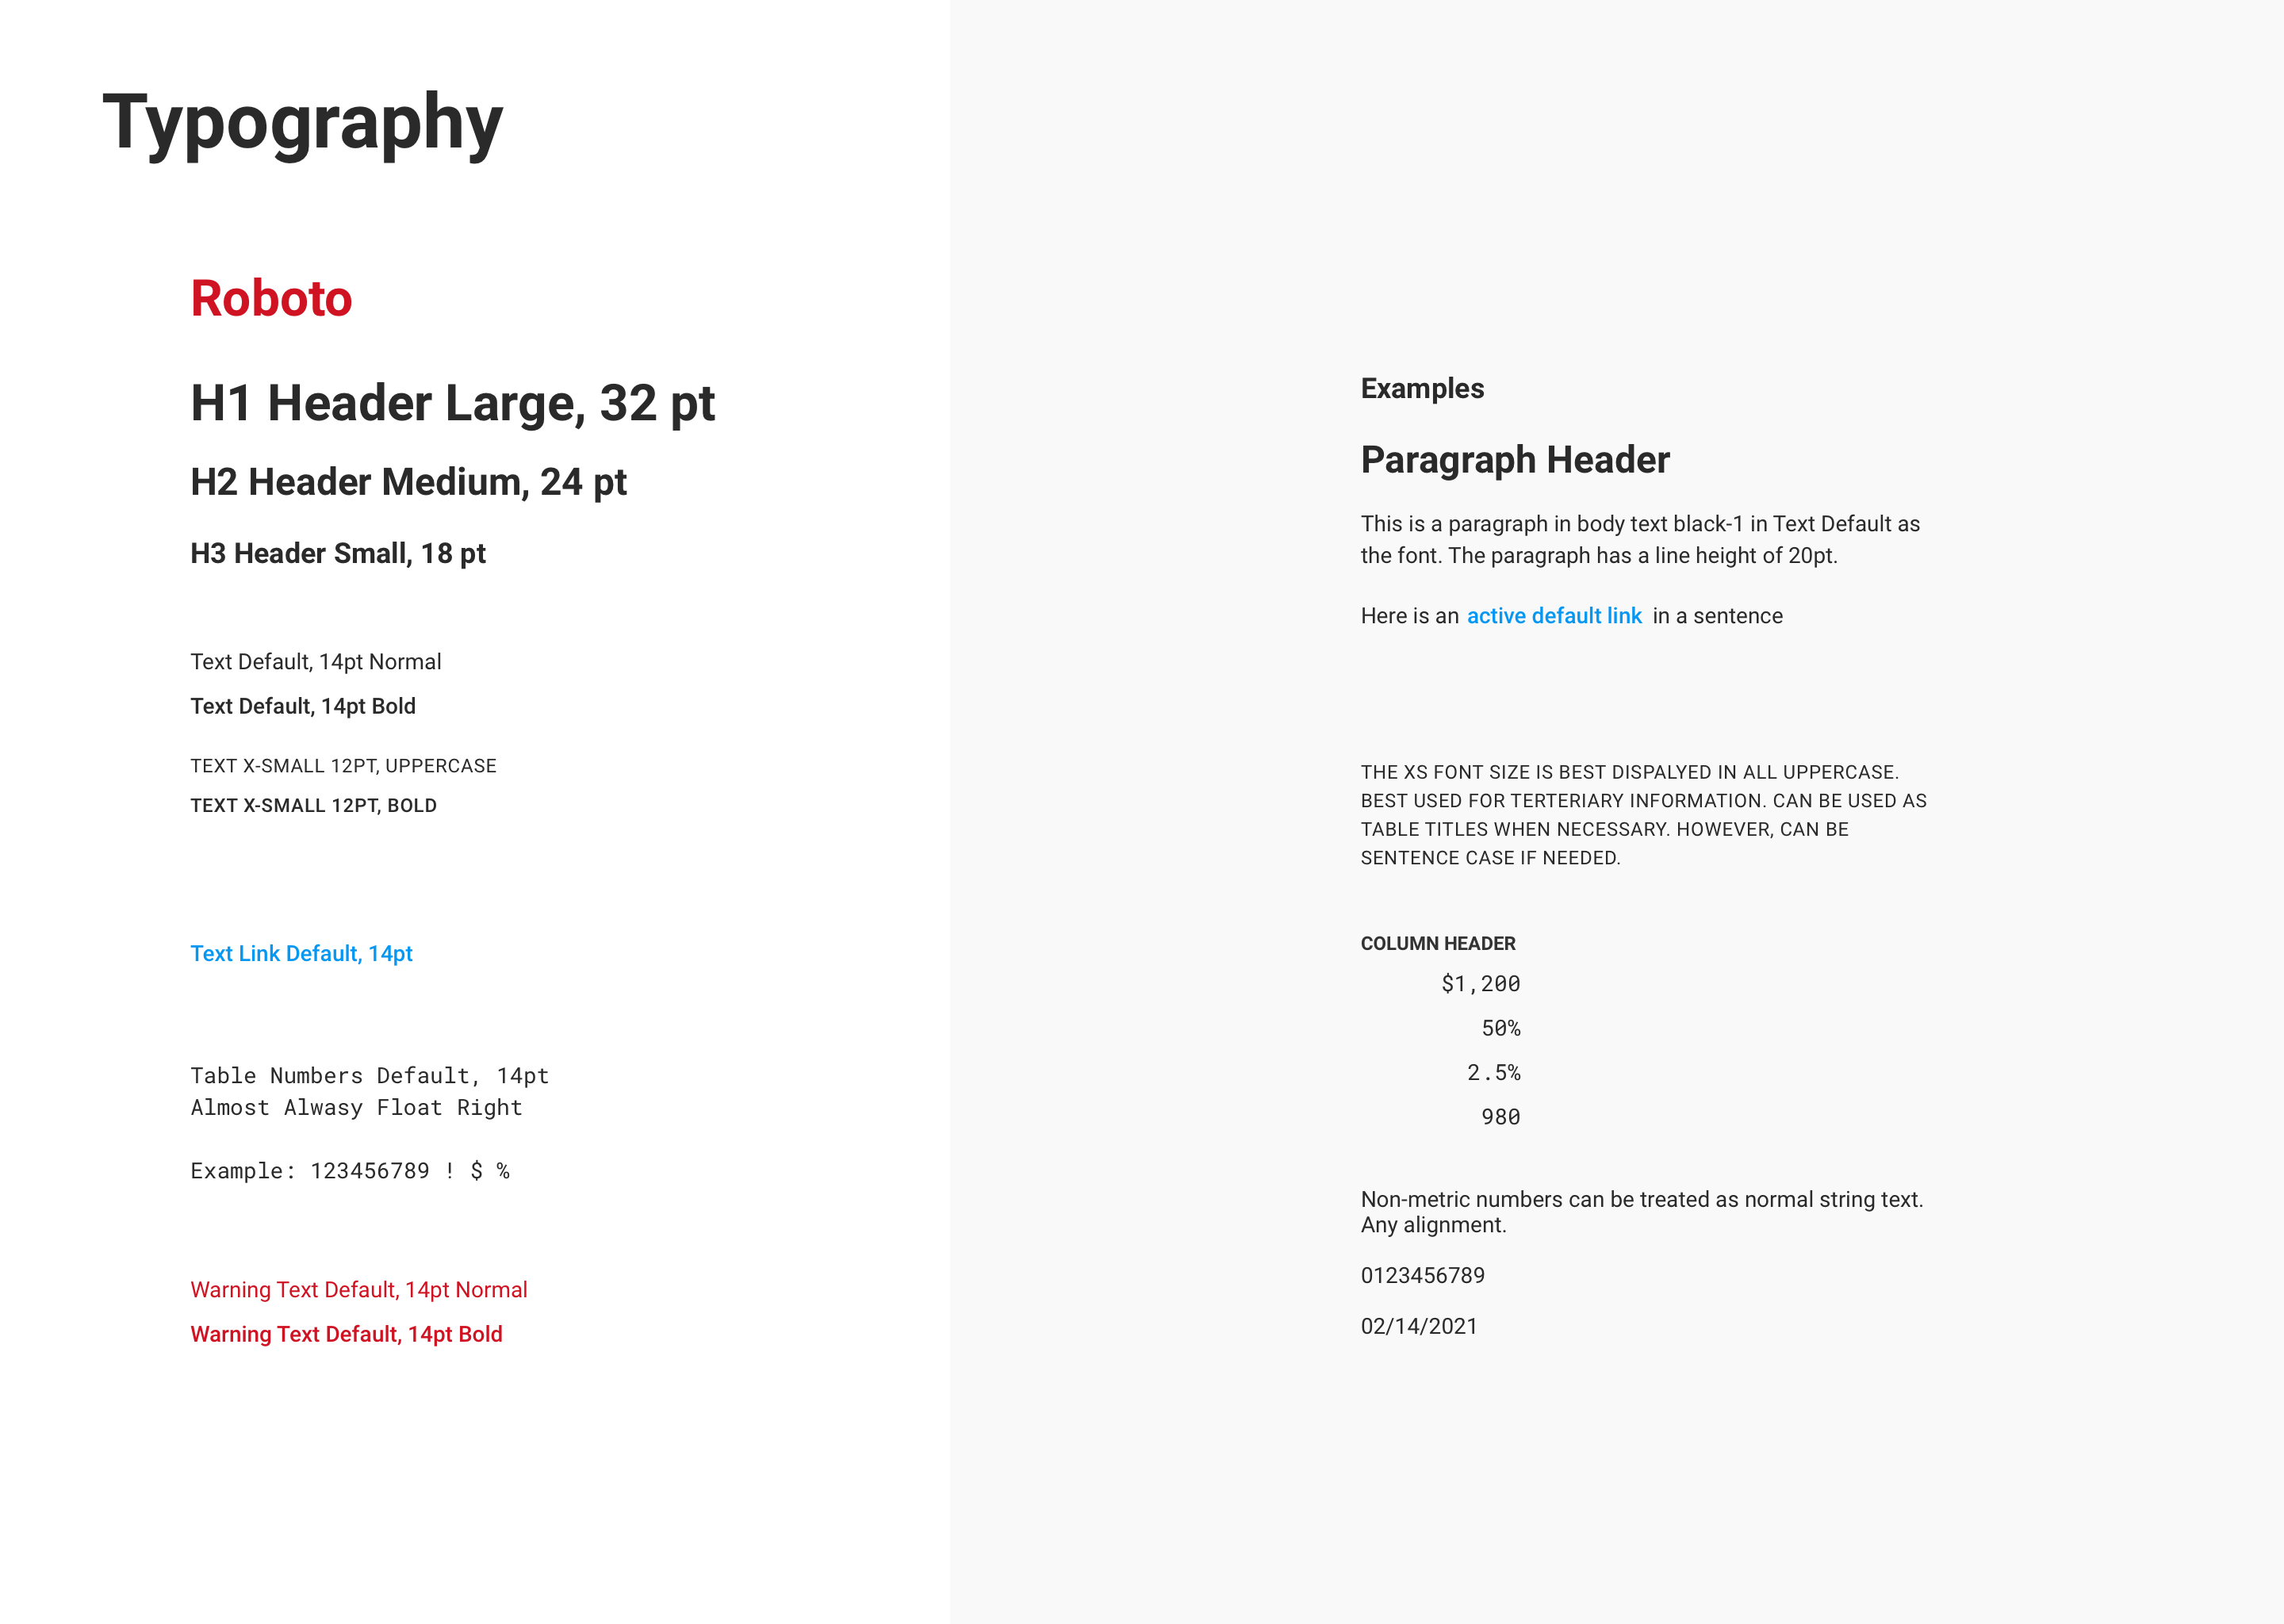 Typography
Roboto
H1 Header Large, 32 pt
H2 Header Medium, 24 pt
H3 Header Small, 18 pt
Text Default, 14pt Normal
Text Default, 14pt Bold
TEXT X-SMALL 12PT, UPPERCASE
TEXT X-SMALL 12PT, BOLD
Text Link Default, 14pt
Table Numbers Default, 14pt
Almost Alwasy Float Right
Example: 123456789 ! $ %
Warning Text Default, 14pt Normal
Warning Text Default, 14pt Bold
Examples
Paragraph Header
This is a paragraph in body text black-1 in Text Default as
the font. The paragraph has a line height of 20pt.
Here is an active default link in a sentence
THE XS FONT SIZE IS BEST DISPALYED IN ALL UPPERCASE.
BEST USED FOR TERTERIARY INFORMATION. CAN BE USED AS
TABLE TITLES WHEN NECESSARY. HOWEVER, CAN BE
SENTENCE CASE IF NEEDED.
COLUMN HEADER
$1,200
50%
2.5%
980
Non-metric numbers can be treated as normal string text.
Any alignment.
0123456789
02/14/2021